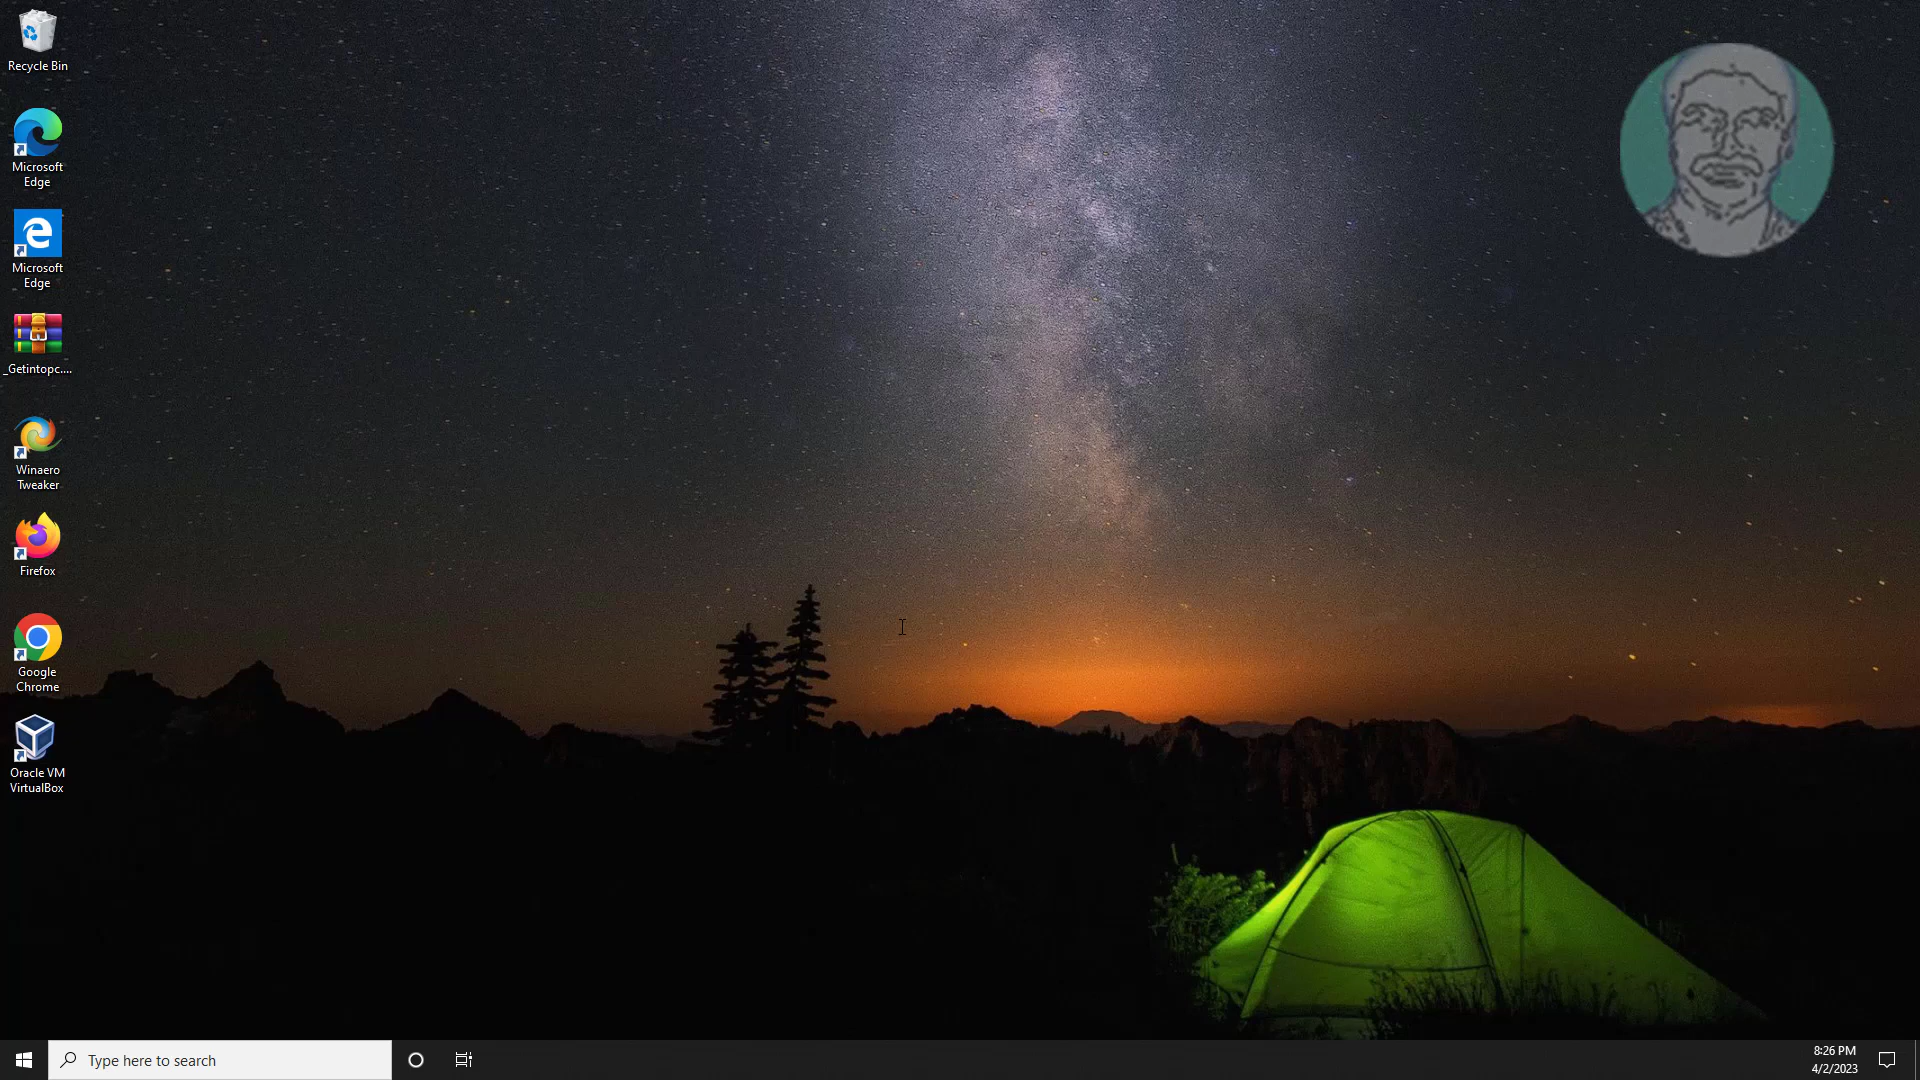 Recycle Bin
Microsoft
Edge
Microsoft
Edge
_Getintopc....
Winaero
Tweaker
Firefox
Google
Chrome
Oracle VM
VirtualBox
Type here to search
8:26 PM
4/2/2023